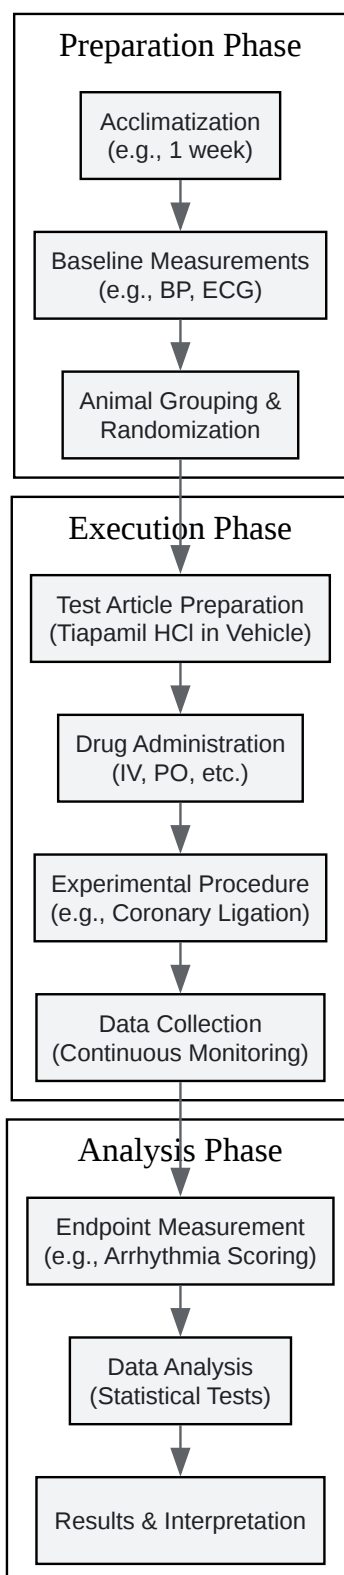 Preparation Phase
Acclimatization
(e.g., 1 week)
Baseline Measurements
(e.g., BP, ECG)
Animal Grouping &
Randomization
Execution Phase
Test Article Preparation
(Tiapamil HCl in Vehicle)
Drug Administration
(IV, PO, etc.)
Experimental Procedure
(e.g., Coronary Ligation)
Data Collection
(Continuous Monitoring)
Analysis Phase
Endpoint Measurement
(e.g., Arrhythmia Scoring)
Data Analysis
(Statistical Tests)
Results & Interpretation